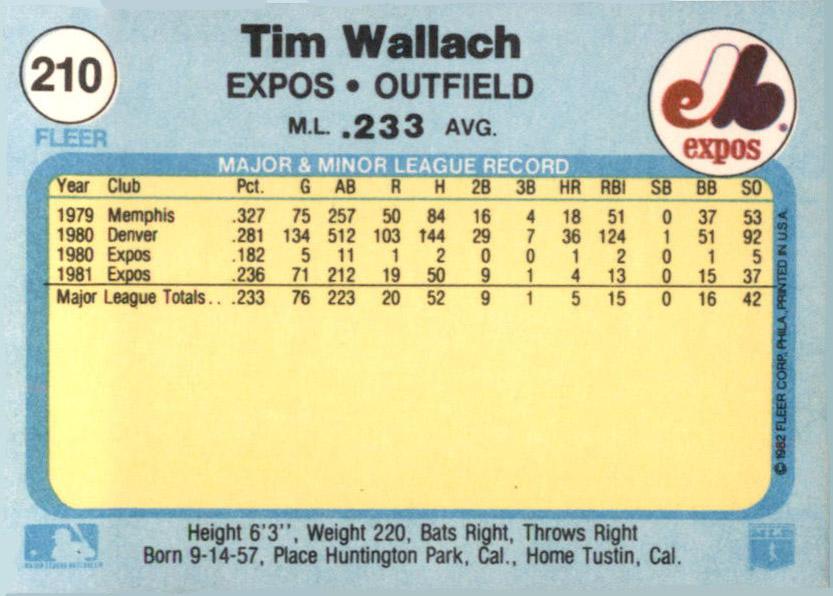 210
Tim Wallach
EXPOS • OUTFIELD
M.L. .233 AVG.
FLEER
expos
MAJOR & MINOR LEAGUE RECORD
Year Club Pct. G AB R H 2B 3B HR RBI SB BB SO
1979 Memphis .327 75 257 50 84 16 4 18 51 0 37 53
1980 Denver .281 134 512 103 144 29 7 36 124 1 51 92
1980 Expos .182 5 11 1 2 0 0 1 2 0 1 5
1981 Expos .236 71 212 19 50 9 1 4 13 0 15 37
Major League Totals.. .233 76 223 20 52 9 1 5 15 0 16 42
© 1982 FLEER CORP. PHILA. PRINTED IN U.S.A.
Height 6'3'', Weight 220, Bats Right, Throws Right
Born 9-14-57, Place Huntington Park, Cal., Home Tustin, Cal.